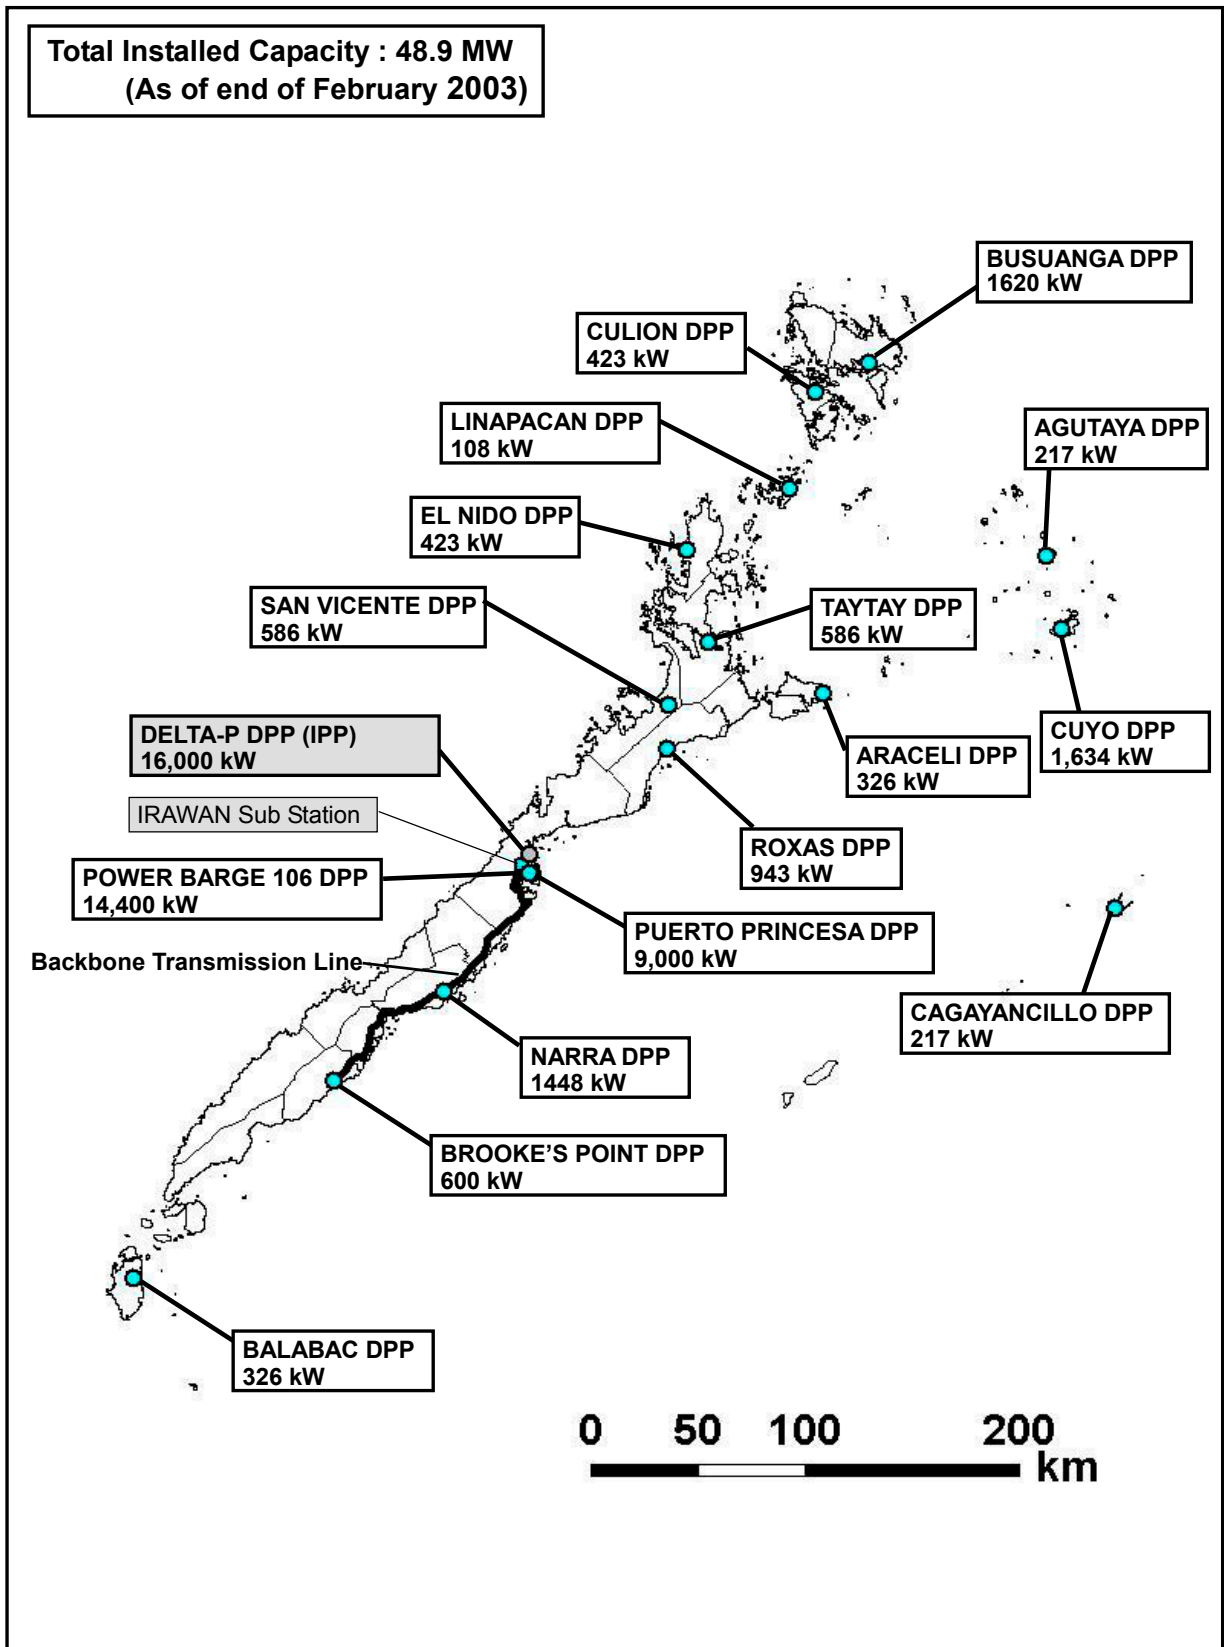 Total Installed Capacity : 48.9 MW
(As of end of February 2003)
BUSUANGA DPP
1620 kW
CULION DPP
423 kW
LINAPACAN DPP
108 kW
AGUTAYA DPP
217 kW
EL NIDO DPP
423 kW
SAN VICENTE DPP
586 kW
TAYTAY DPP
586 kW
DELTA-P DPP (IPP)
16,000 kW
CUYO DPP
1,634 kW
ARACELI DPP
326 kW
IRAWAN Sub Station
ROXAS DPP
943 kW
POWER BARGE 106 DPP
14,400 kW
PUERTO PRINCESA DPP
9,000 kW
Backbone Transmission Line
CAGAYANCILLO DPP
217 kW
NARRA DPP
1448 kW
BROOKE’S POINT DPP
600 kW
BALABAC DPP
326 kW
0 50 100 200
km